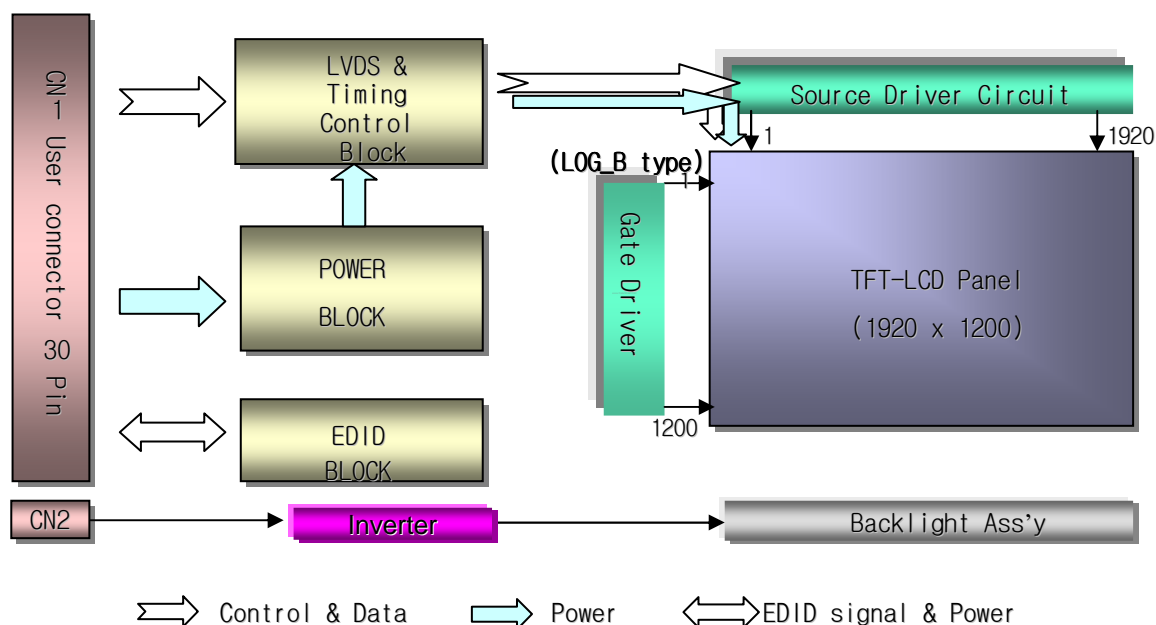 CN-1 User connector 30 Pin
LVDS &
Timing
Control
Block
Source Driver Circuit
1
1920
(LOG_B type)
1
Gate Driver
1200
TFT-LCD Panel
(1920 x 1200)
POWER
BLOCK
EDID
BLOCK
CN2
Inverter
Backlight Ass’y
Control & Data
Power
EDID signal & Power